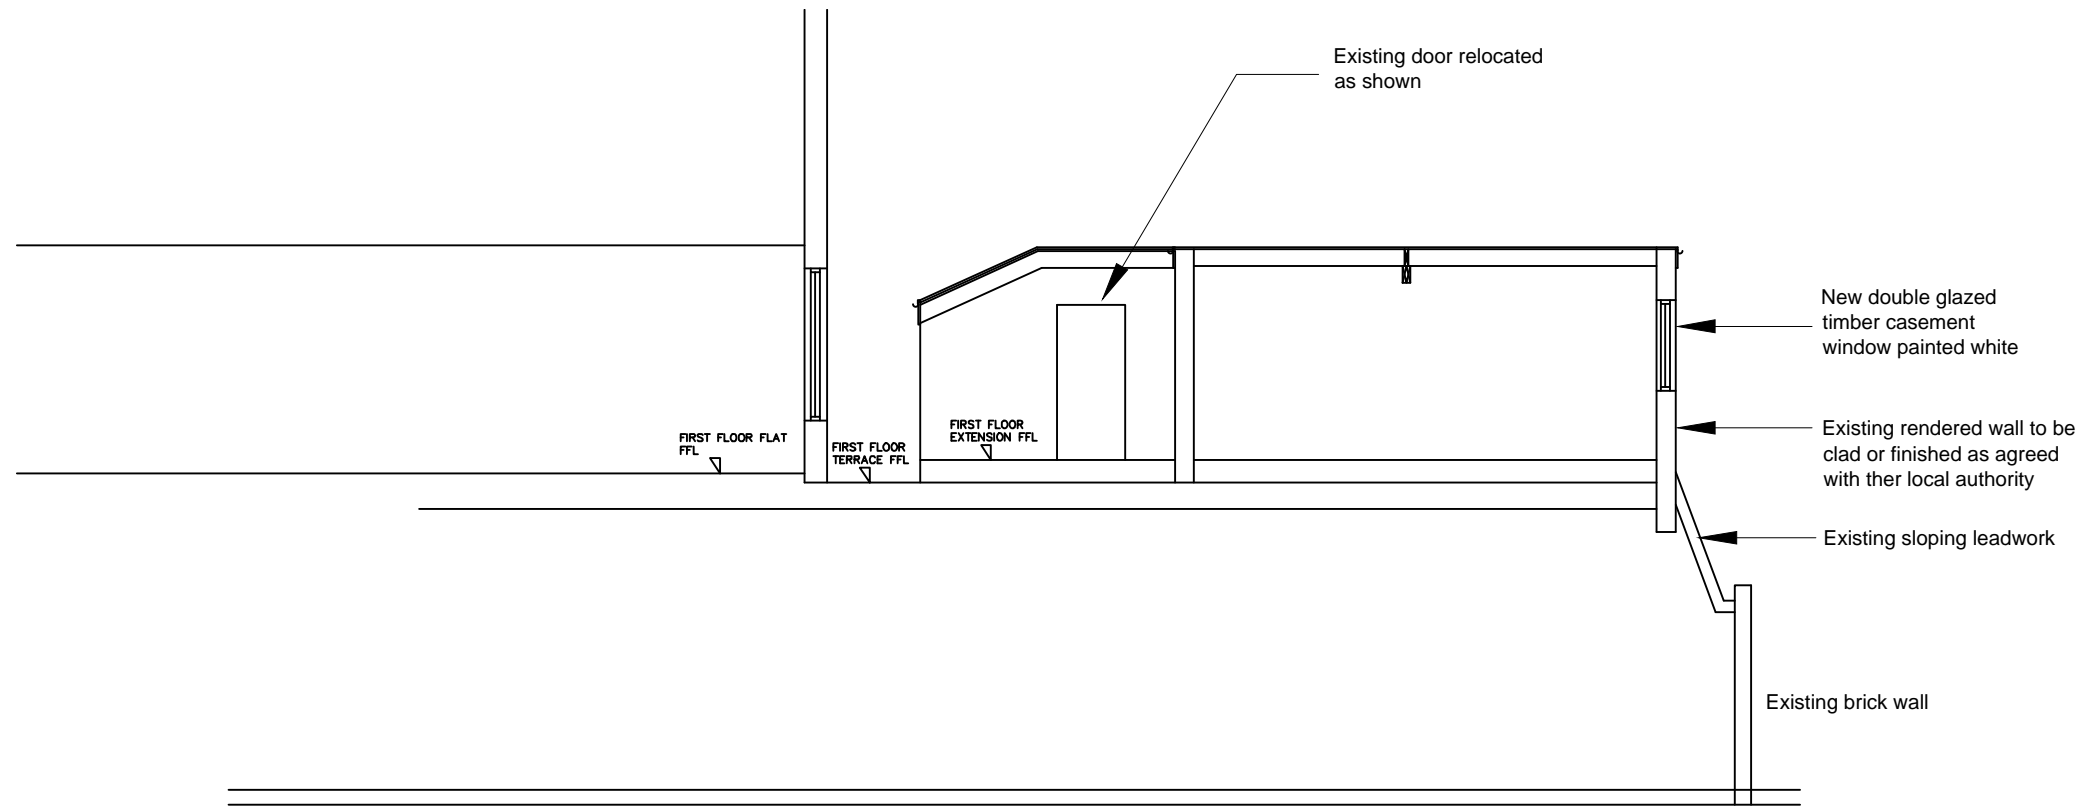 Existing door relocated
as shown
New double glazed
timber casement
window painted white
FIRST FLOOR FLAT
FFL
FIRST FLOOR
TERRACE FFL
FIRST FLOOR
EXTENSION FFL
Existing rendered wall to be
clad or finished as agreed
with ther local authority
Existing sloping leadwork
Existing brick wall